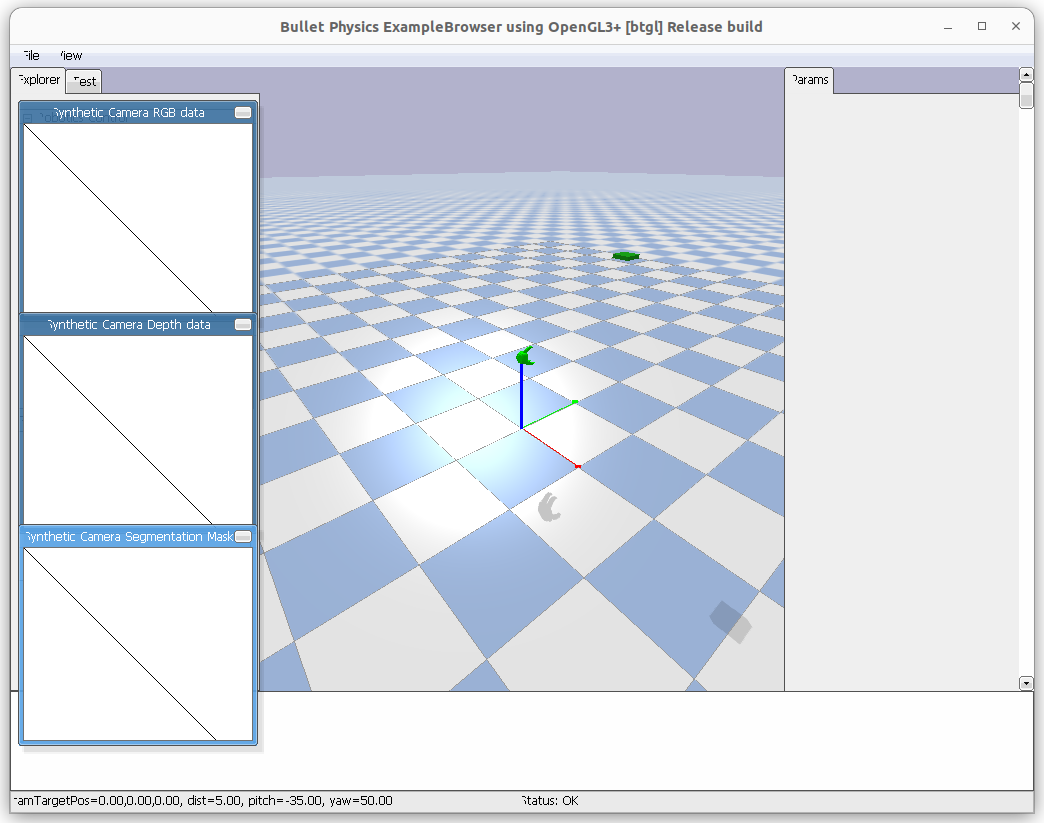 Bullet Physics ExampleBrowser using OpenGL3+ [btgl] Release build
File View
Explorer Test Params
Synthetic Camera RGB data
Synthetic Camera Depth data
Synthetic Camera Segmentation Mask
camTargetPos=0.00,0.00,0.00, dist=5.00, pitch=-35.00, yaw=50.00 Status: OK